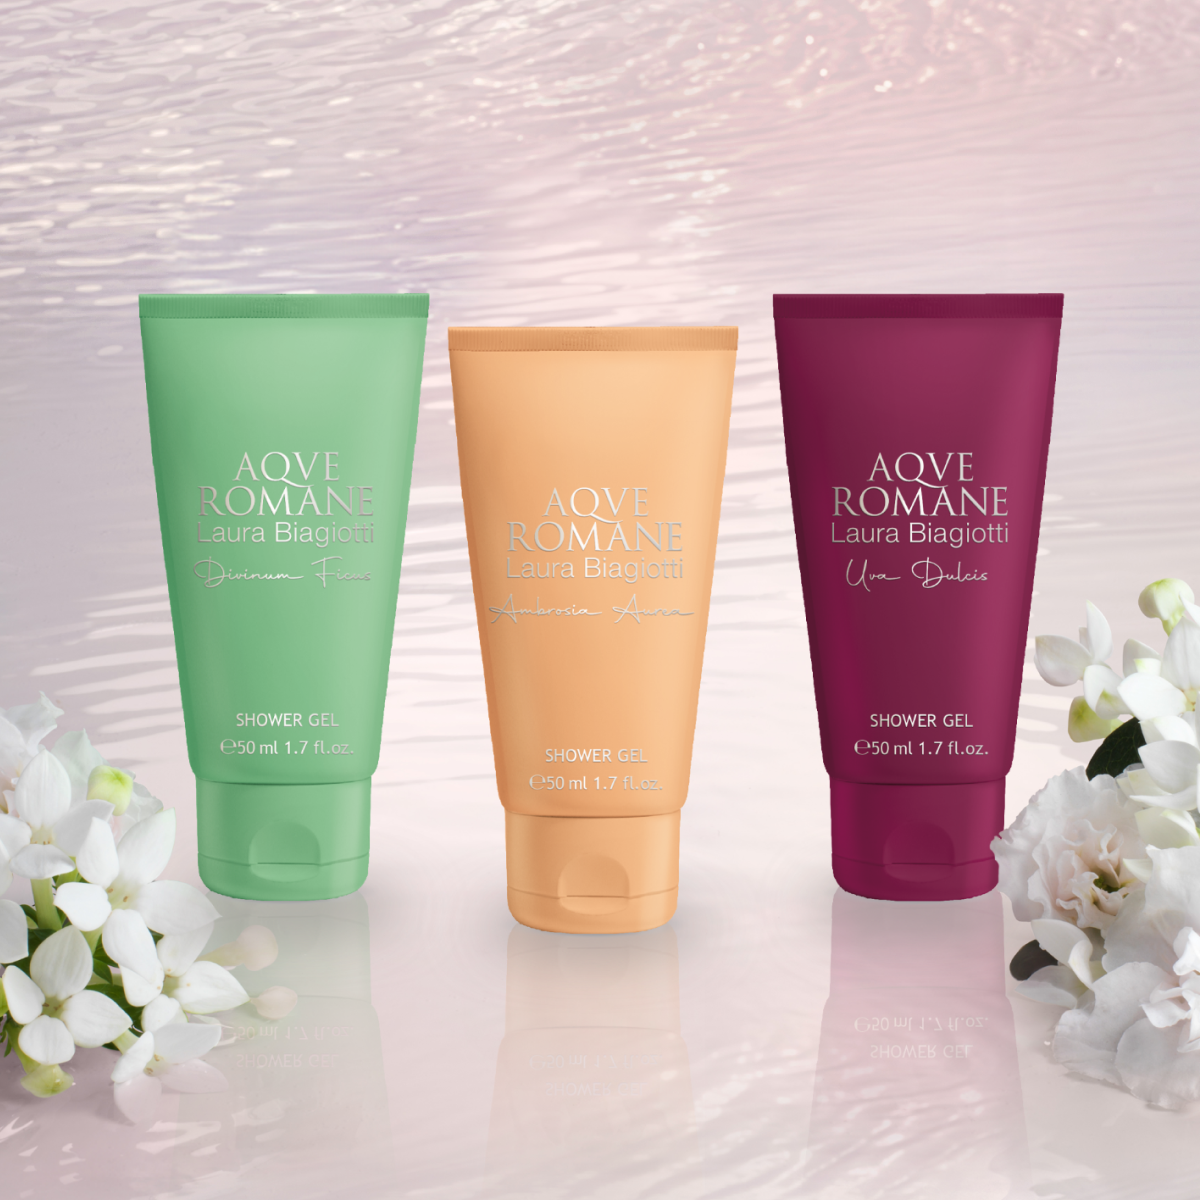 AQVE
ROMANE
Laura Biagiotti
Divinum Ficus
SHOWER GEL
℮50 ml 1.7 fl.oz.
AQVE
ROMANE
Laura Biagiotti
Ambrosia Aurea
SHOWER GEL
℮50 ml 1.7 fl.oz.
AQVE
ROMANE
Laura Biagiotti
Uva Dulcis
SHOWER GEL
℮50 ml 1.7 fl.oz.